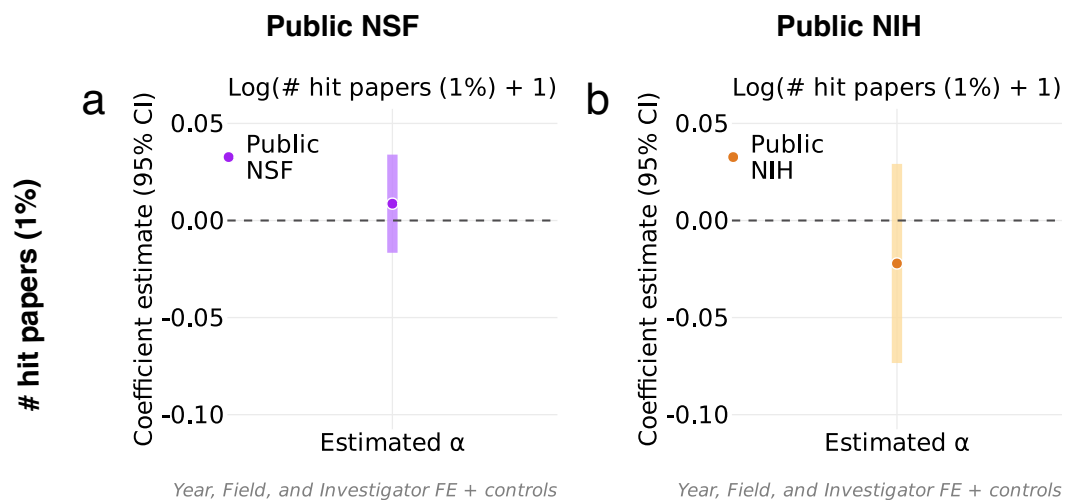 Public NSF
Public NIH
# hit papers (1%)
a
Log(# hit papers (1%) + 1)
Coefficient estimate (95% CI)
0.05
Public
NSF
0.00
-0.05
-0.10
Estimated α
Year, Field, and Investigator FE + controls
b
Log(# hit papers (1%) + 1)
Coefficient estimate (95% CI)
0.05
Public
NIH
0.00
-0.05
-0.10
Estimated α
Year, Field, and Investigator FE + controls